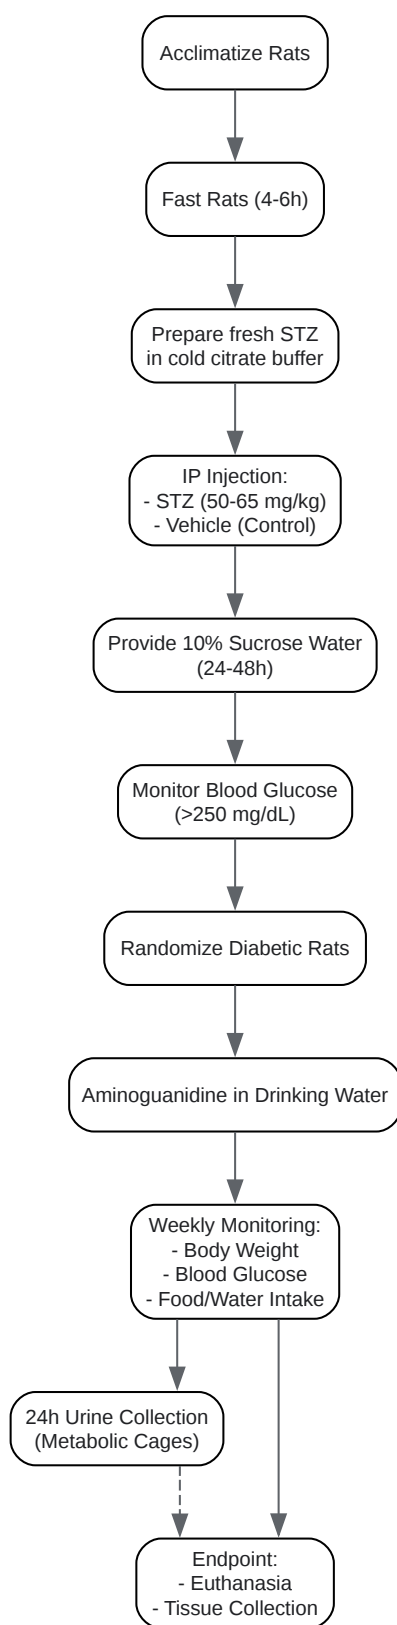 Acclimatize Rats
Fast Rats (4-6h)
Prepare fresh STZ
in cold citrate buffer
IP Injection:
- STZ (50-65 mg/kg)
- Vehicle (Control)
Provide 10% Sucrose Water
(24-48h)
Monitor Blood Glucose
(>250 mg/dL)
Randomize Diabetic Rats
Aminoguanidine in Drinking Water
Weekly Monitoring:
- Body Weight
- Blood Glucose
- Food/Water Intake
24h Urine Collection
(Metabolic Cages)
Endpoint:
- Euthanasia
- Tissue Collection